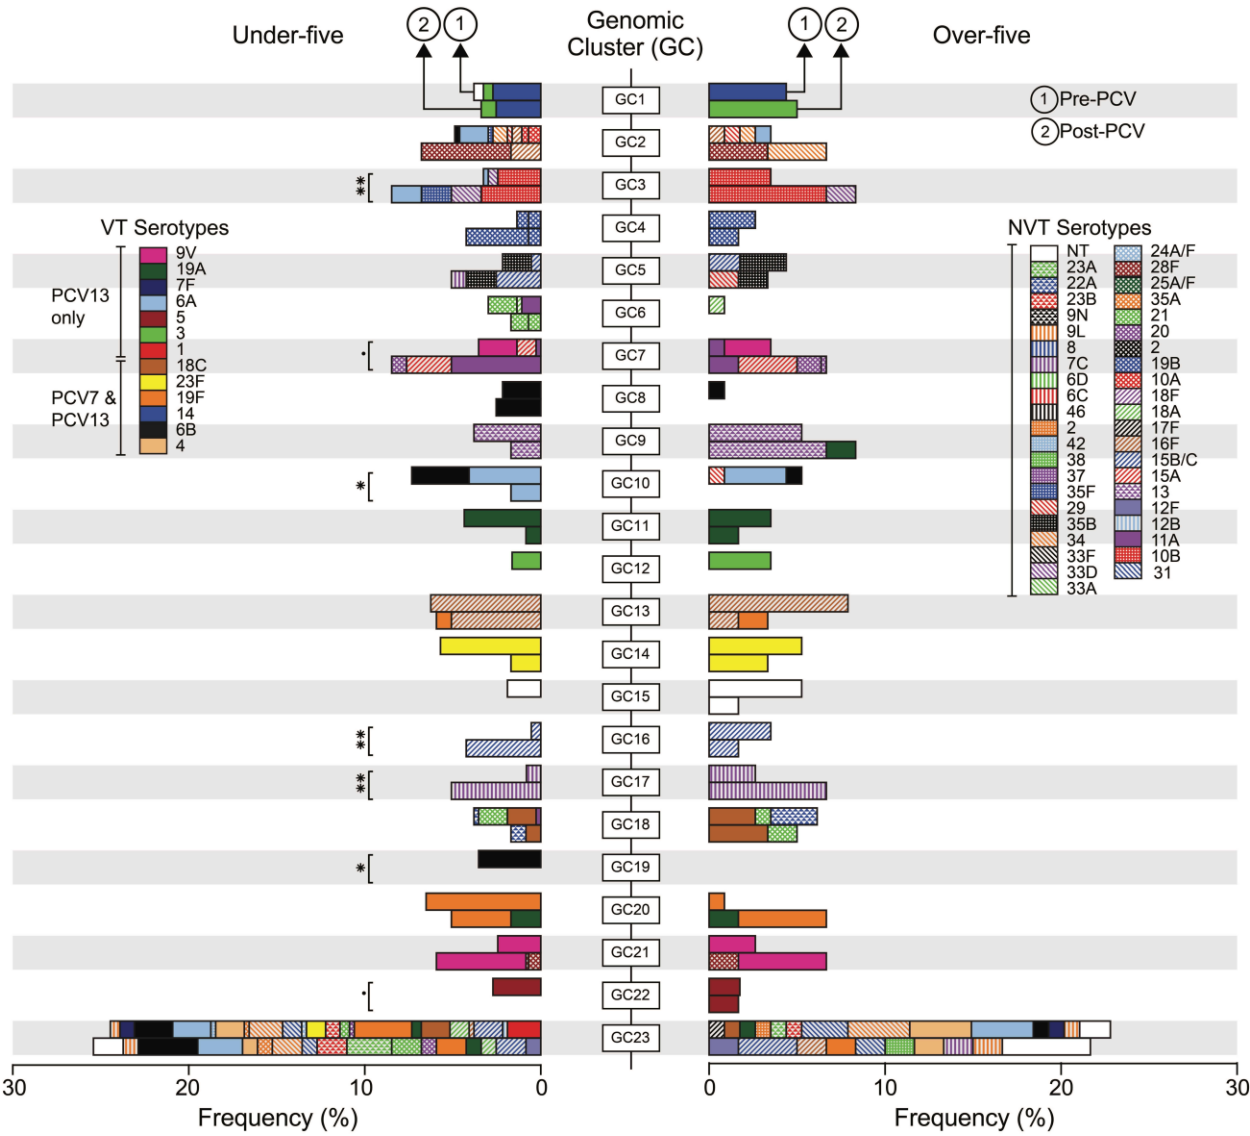 Under-five
2
1
Genomic
Cluster (GC)
1
2
Over-five
1 Pre-PCV
2 Post-PCV
GC1
GC2
GC3
GC4
GC5
GC6
GC7
GC8
GC9
GC10
GC11
GC12
GC13
GC14
GC15
GC16
GC17
GC18
GC19
GC20
GC21
GC22
GC23
**
•
*
**
**
*
•
VT Serotypes
PCV13
only
PCV7 &
PCV13
9V
19A
7F
6A
5
3
1
18C
23F
19F
14
6B
4
NVT Serotypes
NT
23A
22A
23B
9N
9L
8
7C
6D
6C
46
2
42
38
37
35F
29
35B
34
33F
33D
33A
24A/F
28F
25A/F
35A
21
20
2
19B
10A
18F
18A
17F
16F
15B/C
15A
13
12F
12B
11A
10B
31
30 20 10 0
0 10 20 30
Frequency (%)
Frequency (%)